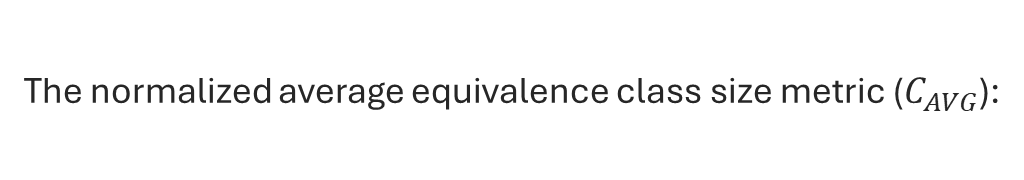 The normalized average equivalence class size metric (C_AVG):